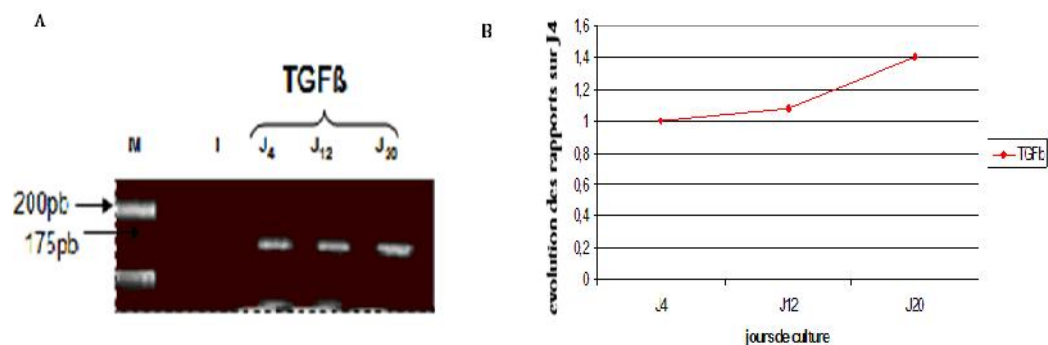 A
TGFß
M I J4 J12 J20
200pb
175pb
B
evolution des rapports sur J4
1,6
1,4
1,2
1
0,8
0,6
0,4
0,2
0
J4 J12 J20
jours de culture
TGFb